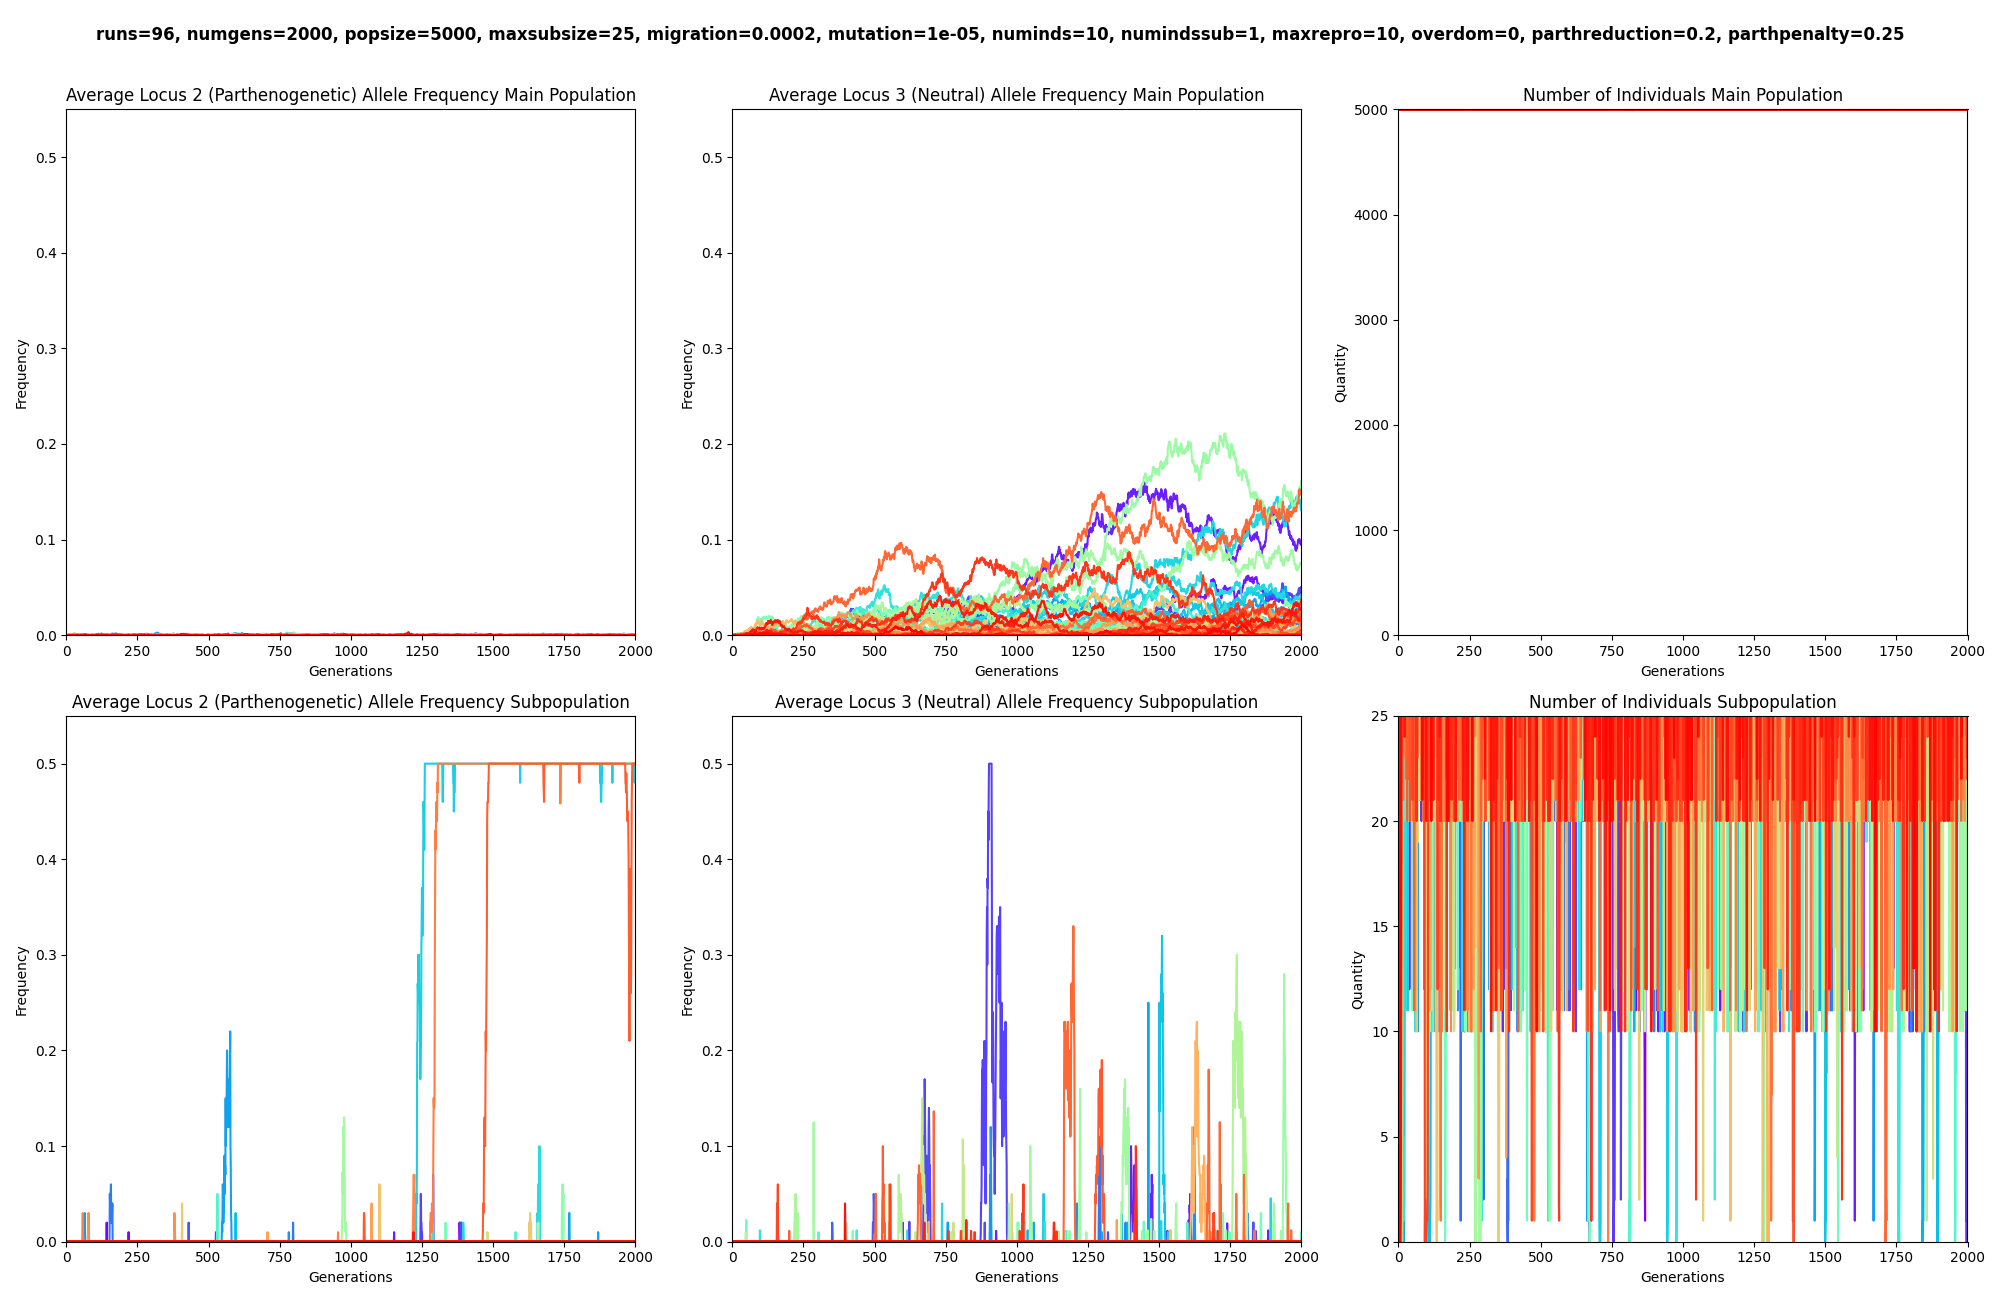 runs=96, numgens=2000, popsize=5000, maxsubsize=25, migration=0.0002, mutation=1e-05, numinds=10, numindssub=1, maxrepro=10, overdom=0, parthreduction=0.2, parthpenalty=0.25
Average Locus 2 (Parthenogenetic) Allele Frequency Main Population
0.5
0.4
0.3
0.2
0.1
0.0
Frequency
0 250 500 750 1000 1250 1500 1750 2000
Generations
Average Locus 3 (Neutral) Allele Frequency Main Population
0.5
0.4
0.3
0.2
0.1
0.0
Frequency
0 250 500 750 1000 1250 1500 1750 2000
Generations
Number of Individuals Main Population
5000
4000
3000
2000
1000
0
Quantity
0 250 500 750 1000 1250 1500 1750 2000
Generations
Average Locus 2 (Parthenogenetic) Allele Frequency Subpopulation
0.5
0.4
0.3
0.2
0.1
0.0
Frequency
0 250 500 750 1000 1250 1500 1750 2000
Generations
Average Locus 3 (Neutral) Allele Frequency Subpopulation
0.5
0.4
0.3
0.2
0.1
0.0
Frequency
0 250 500 750 1000 1250 1500 1750 2000
Generations
Number of Individuals Subpopulation
25
20
15
10
5
0
Quantity
0 250 500 750 1000 1250 1500 1750 2000
Generations